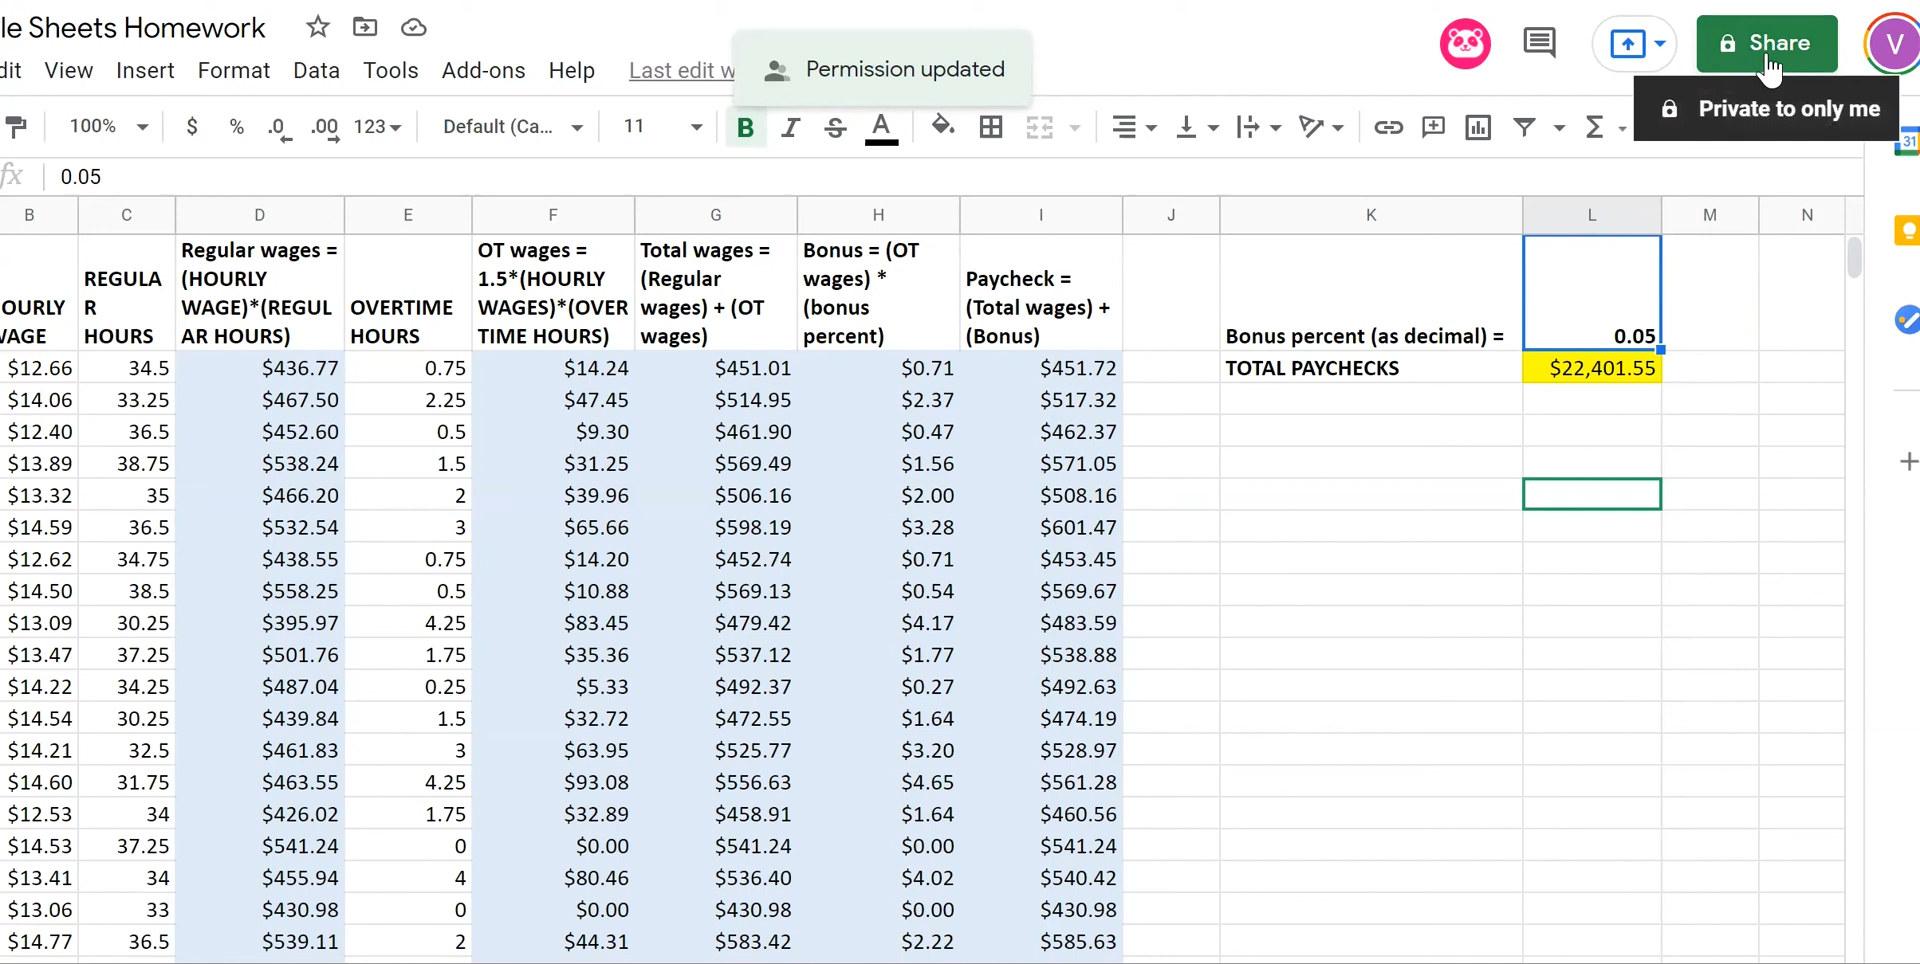 le Sheets Homework
Share
V
dit View Insert Format Data Tools Add-ons Help Last edit w
Permission updated
Private to only me
100% $ % .0 .00 123 Default (Ca... 11 B I S A Σ
31
fx 0.05
B C D E F G H I J K L M N
OURLY WAGE
REGULA
R
HOURS
Regular wages =
(HOURLY
WAGE)*(REGUL
AR HOURS)
OVERTIME
HOURS
OT wages =
1.5*(HOURLY
WAGES)*(OVER
TIME HOURS)
Total wages =
(Regular
wages) + (OT
wages)
Bonus = (OT
wages) *
(bonus
percent)
Paycheck =
(Total wages) +
(Bonus)
Bonus percent (as decimal) = 0.05
$12.66 34.5 $436.77 0.75 $14.24 $451.01 $0.71 $451.72 TOTAL PAYCHECKS $22,401.55
$14.06 33.25 $467.50 2.25 $47.45 $514.95 $2.37 $517.32
$12.40 36.5 $452.60 0.5 $9.30 $461.90 $0.47 $462.37
$13.89 38.75 $538.24 1.5 $31.25 $569.49 $1.56 $571.05
$13.32 35 $466.20 2 $39.96 $506.16 $2.00 $508.16
$14.59 36.5 $532.54 3 $65.66 $598.19 $3.28 $601.47
$12.62 34.75 $438.55 0.75 $14.20 $452.74 $0.71 $453.45
$14.50 38.5 $558.25 0.5 $10.88 $569.13 $0.54 $569.67
$13.09 30.25 $395.97 4.25 $83.45 $479.42 $4.17 $483.59
$13.47 37.25 $501.76 1.75 $35.36 $537.12 $1.77 $538.88
$14.22 34.25 $487.04 0.25 $5.33 $492.37 $0.27 $492.63
$14.54 30.25 $439.84 1.5 $32.72 $472.55 $1.64 $474.19
$14.21 32.5 $461.83 3 $63.95 $525.77 $3.20 $528.97
$14.60 31.75 $463.55 4.25 $93.08 $556.63 $4.65 $561.28
$12.53 34 $426.02 1.75 $32.89 $458.91 $1.64 $460.56
$14.53 37.25 $541.24 0 $0.00 $541.24 $0.00 $541.24
$13.41 34 $455.94 4 $80.46 $536.40 $4.02 $540.42
$13.06 33 $430.98 0 $0.00 $430.98 $0.00 $430.98
$14.77 36.5 $539.11 2 $44.31 $583.42 $2.22 $585.63